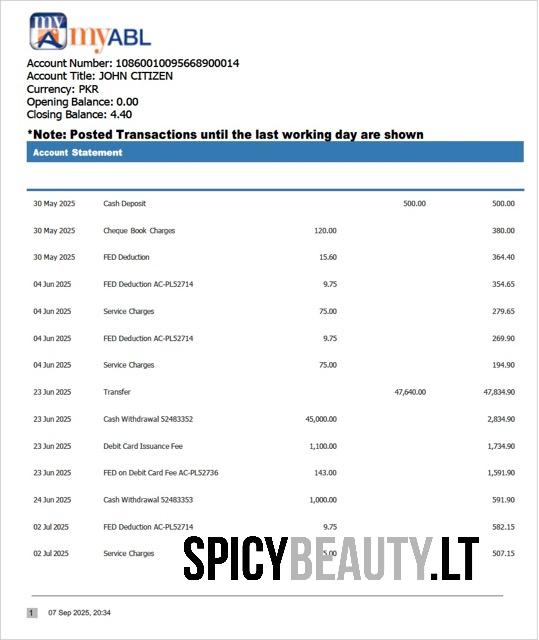 my
myABL
Account Number: 10860010095668900014
Account Title: JOHN CITIZEN
Currency: PKR
Opening Balance: 0.00
Closing Balance: 4.40
*Note: Posted Transactions until the last working day are shown
Account Statement
30 May 2025 Cash Deposit 500.00 500.00
30 May 2025 Cheque Book Charges 120.00 380.00
30 May 2025 FED Deduction 15.60 364.40
04 Jun 2025 FED Deduction AC-PL52714 9.75 354.65
04 Jun 2025 Service Charges 75.00 279.65
04 Jun 2025 FED Deduction AC-PL52714 9.75 269.90
04 Jun 2025 Service Charges 75.00 194.90
23 Jun 2025 Transfer 47,640.00 47,834.90
23 Jun 2025 Cash Withdrawal 52483352 45,000.00 2,834.90
23 Jun 2025 Debit Card Issuance Fee 1,100.00 1,734.90
23 Jun 2025 FED on Debit Card Fee AC-PL52736 143.00 1,591.90
24 Jun 2025 Cash Withdrawal 52483353 1,000.00 591.90
02 Jul 2025 FED Deduction AC-PL52714 9.75 582.15
02 Jul 2025 Service Charges 507.15
SPICYBEAUTY.LT
1 07 Sep 2025, 20:34